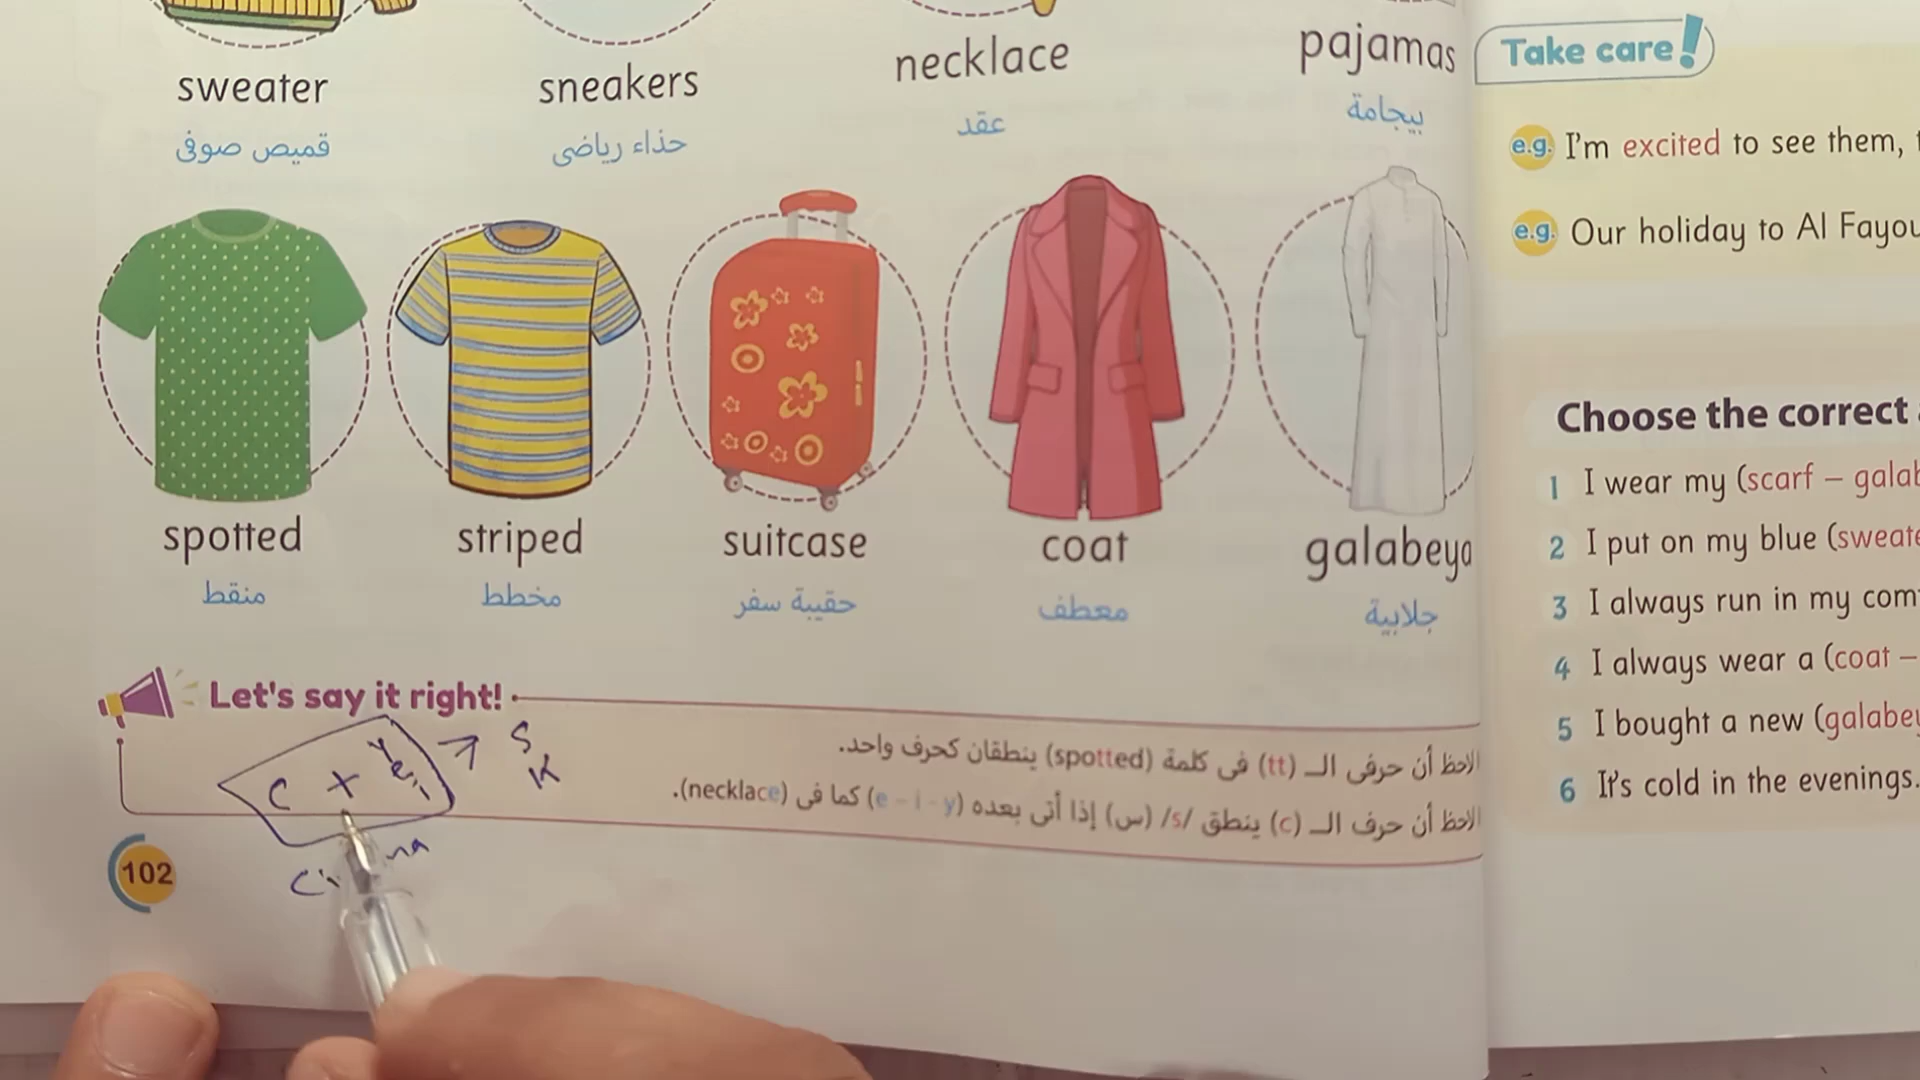 sweater
sneakers
necklace
pajamas
قميص صوفى
حذاء رياضى
عقد
بيجامة
spotted
striped
suitcase
coat
galabeya
منقط
مخطط
حقيبة سفر
معطف
جلابية
Let's say it right!
لاحظ أن حرفى الـ (tt) فى كلمة (spotted) ينطقان كحرف واحد.
لاحظ أن حرف الـ (c) ينطق /s/ (س) إذا أتى بعده (e – i – y) كما فى (necklace).
C + y e i → S
K
102
Take care!
e.g. I'm excited to see them,
e.g. Our holiday to Al Fayou
Choose the correct
1 I wear my (scarf – galab
2 I put on my blue (sweate
3 I always run in my com
4 I always wear a (coat –
5 I bought a new (galabey
6 It's cold in the evenings.